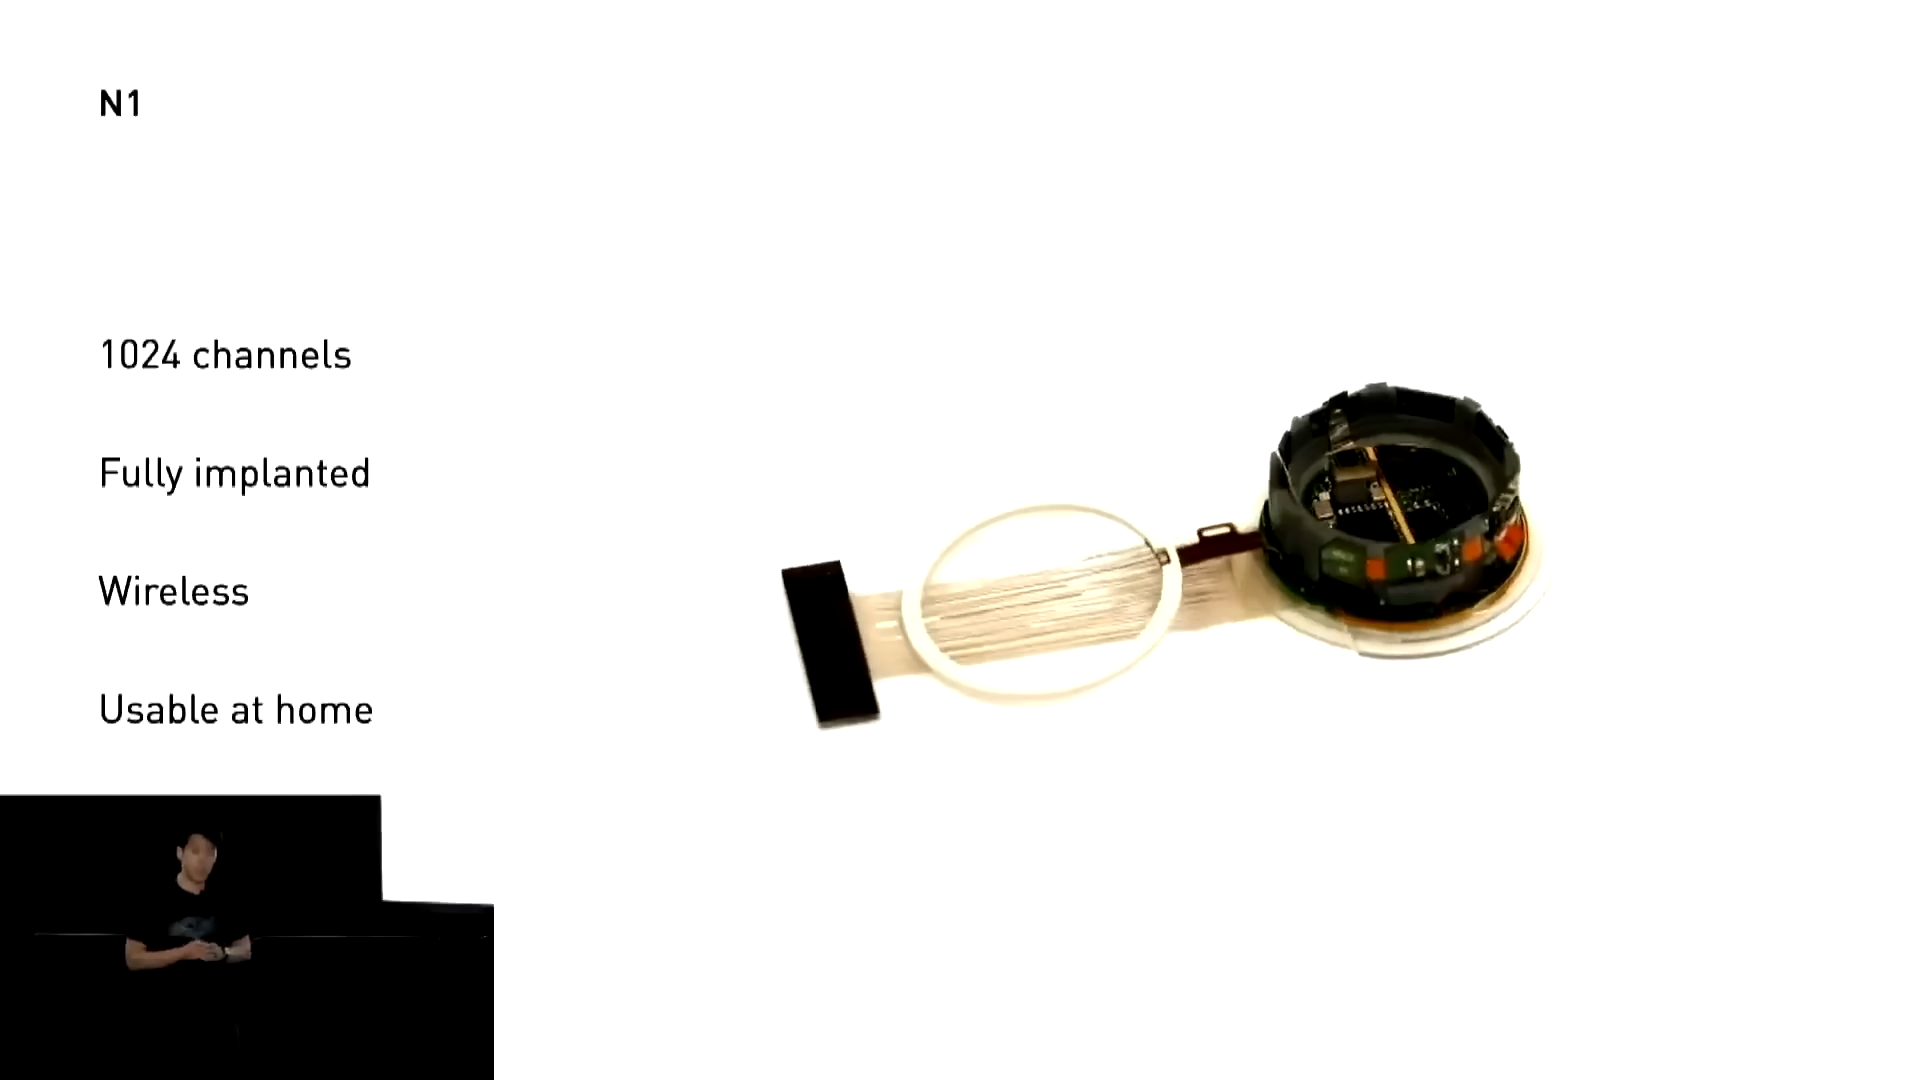 N1
1024 channels
Fully implanted
Wireless
Usable at home